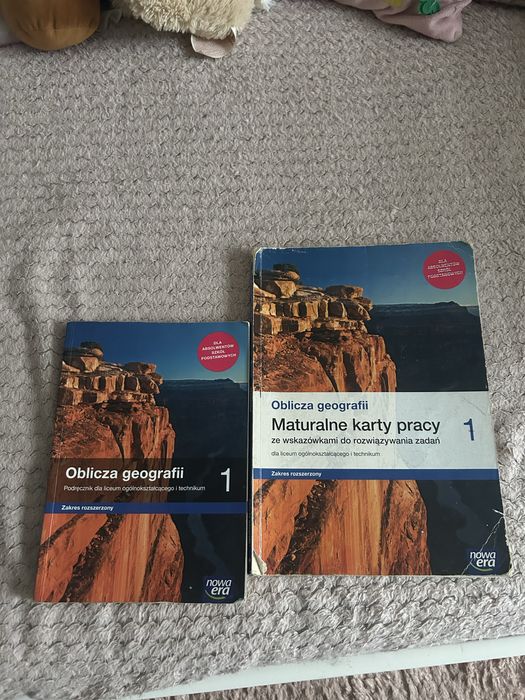 DLA
ABSOLWENTÓW
SZKÓŁ
PODSTAWOWYCH
Oblicza geografii 1
Podręcznik dla liceum ogólnokształcącego i technikum
Zakres rozszerzony
nowa
era
DLA
ABSOLWENTÓW
SZKÓŁ
PODSTAWOWYCH
Oblicza geografii
Maturalne karty pracy 1
ze wskazówkami do rozwiązywania zadań
dla liceum ogólnokształcącego i technikum
Zakres rozszerzony
nowa
era